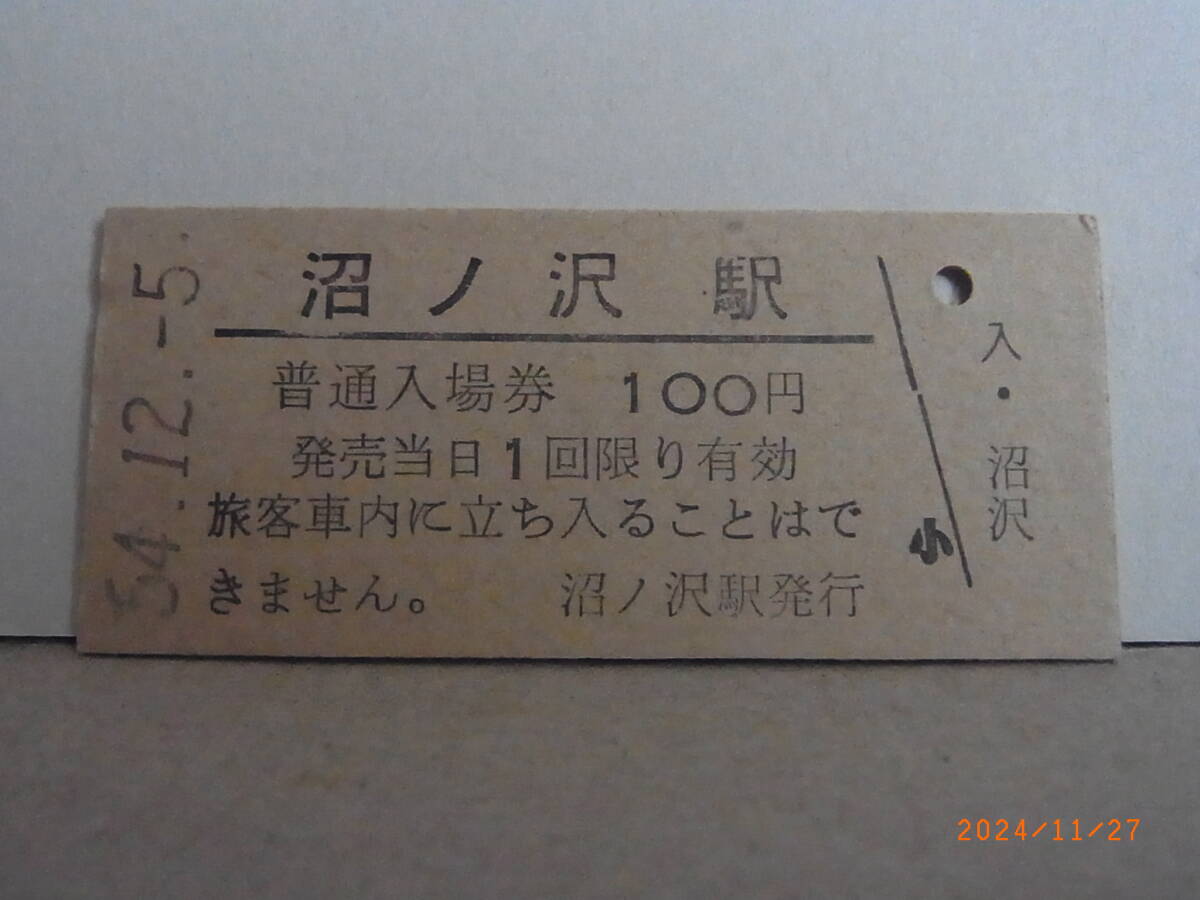 54.12.-5.
沼ノ沢 駅
普通入場券 100円
発売当日1回限り有効
旅客車内に立ち入ることはで
きません。 沼ノ沢駅発行
小
入・沼沢
2024/11/27